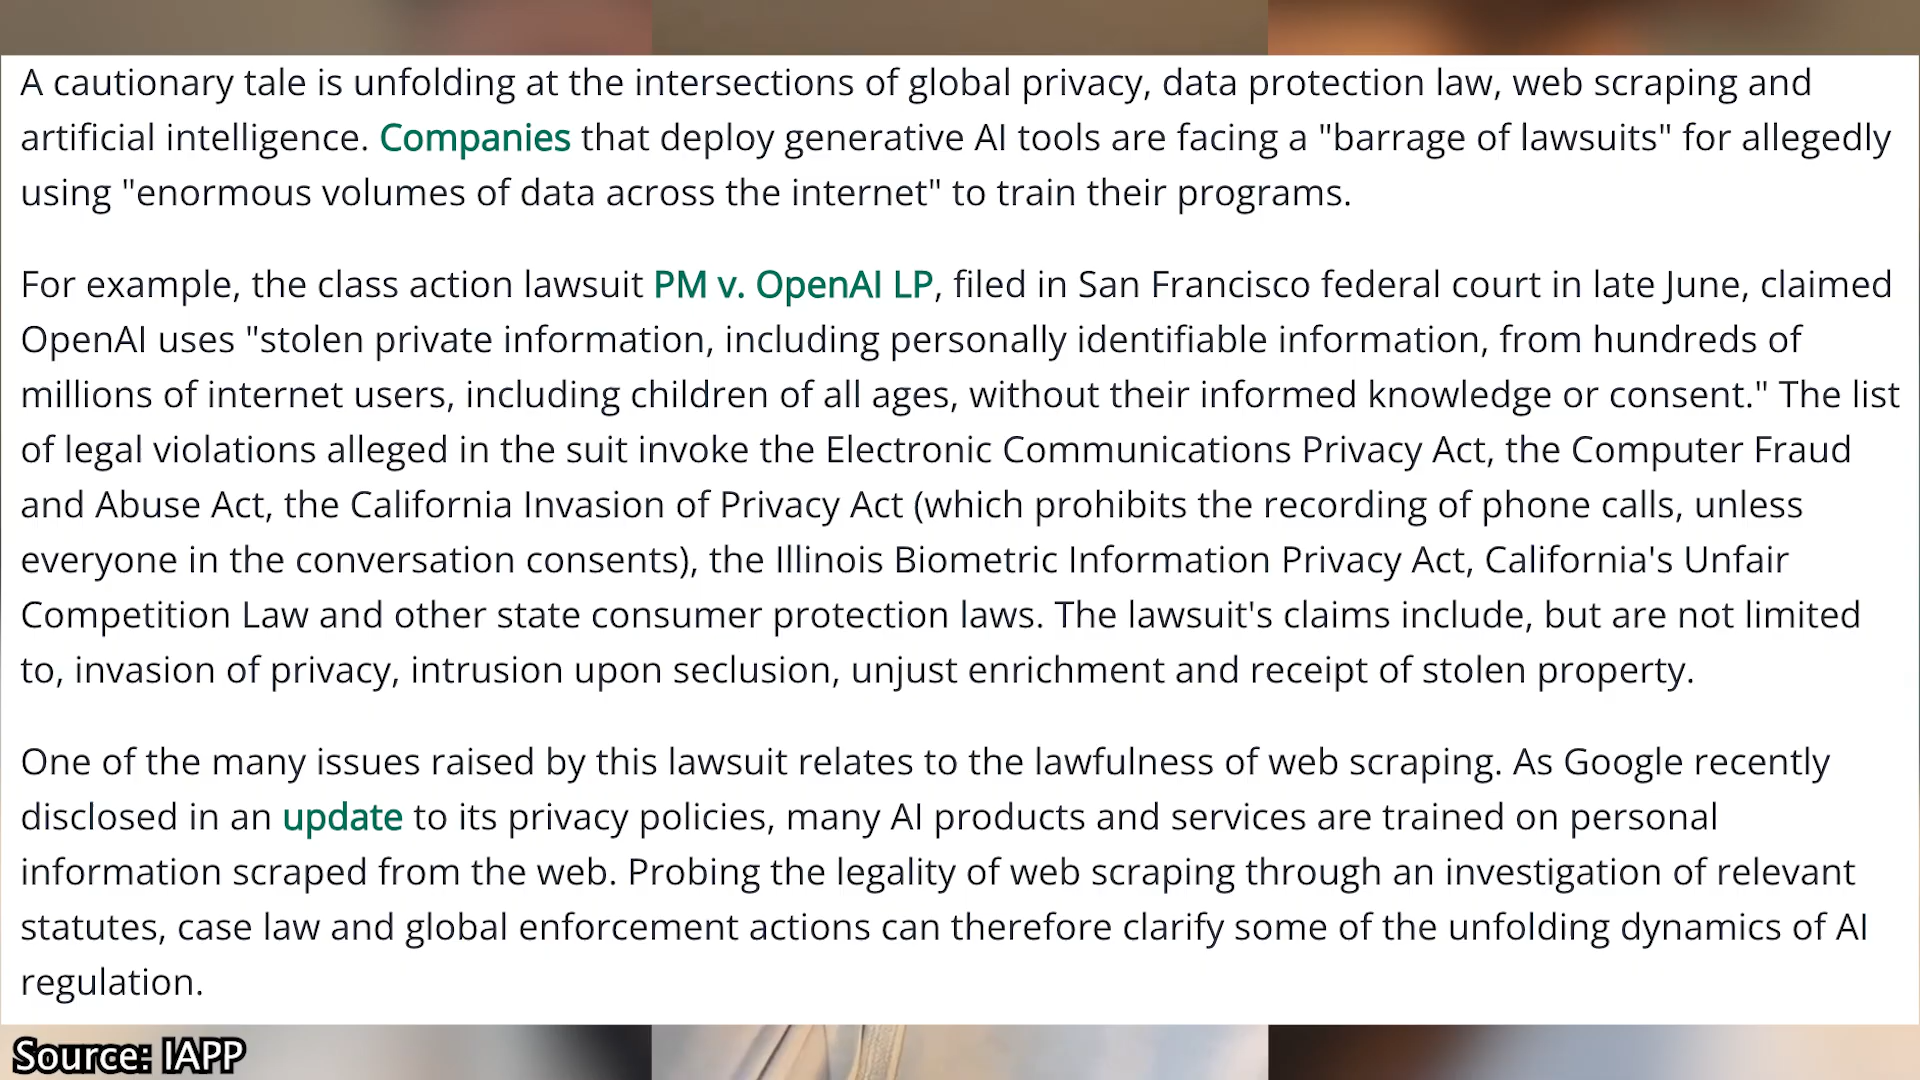 A cautionary tale is unfolding at the intersections of global privacy, data protection law, web scraping and
artificial intelligence. Companies that deploy generative AI tools are facing a "barrage of lawsuits" for allegedly
using "enormous volumes of data across the internet" to train their programs.
For example, the class action lawsuit PM v. OpenAI LP, filed in San Francisco federal court in late June, claimed
OpenAI uses "stolen private information, including personally identifiable information, from hundreds of
millions of internet users, including children of all ages, without their informed knowledge or consent." The list
of legal violations alleged in the suit invoke the Electronic Communications Privacy Act, the Computer Fraud
and Abuse Act, the California Invasion of Privacy Act (which prohibits the recording of phone calls, unless
everyone in the conversation consents), the Illinois Biometric Information Privacy Act, California's Unfair
Competition Law and other state consumer protection laws. The lawsuit's claims include, but are not limited
to, invasion of privacy, intrusion upon seclusion, unjust enrichment and receipt of stolen property.
One of the many issues raised by this lawsuit relates to the lawfulness of web scraping. As Google recently
disclosed in an update to its privacy policies, many AI products and services are trained on personal
information scraped from the web. Probing the legality of web scraping through an investigation of relevant
statutes, case law and global enforcement actions can therefore clarify some of the unfolding dynamics of AI
regulation.
Source: IAPP